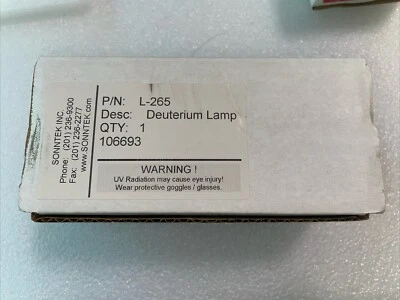 SONNTEK INC
Phone: (201) 236-9300
Fax: (201) 236-2277
www.SONNTEK.com
P/N: L-265
Desc: Deuterium Lamp
QTY: 1
106693
WARNING !
UV Radiation may cause eye injury!
Wear protective goggles / glasses.